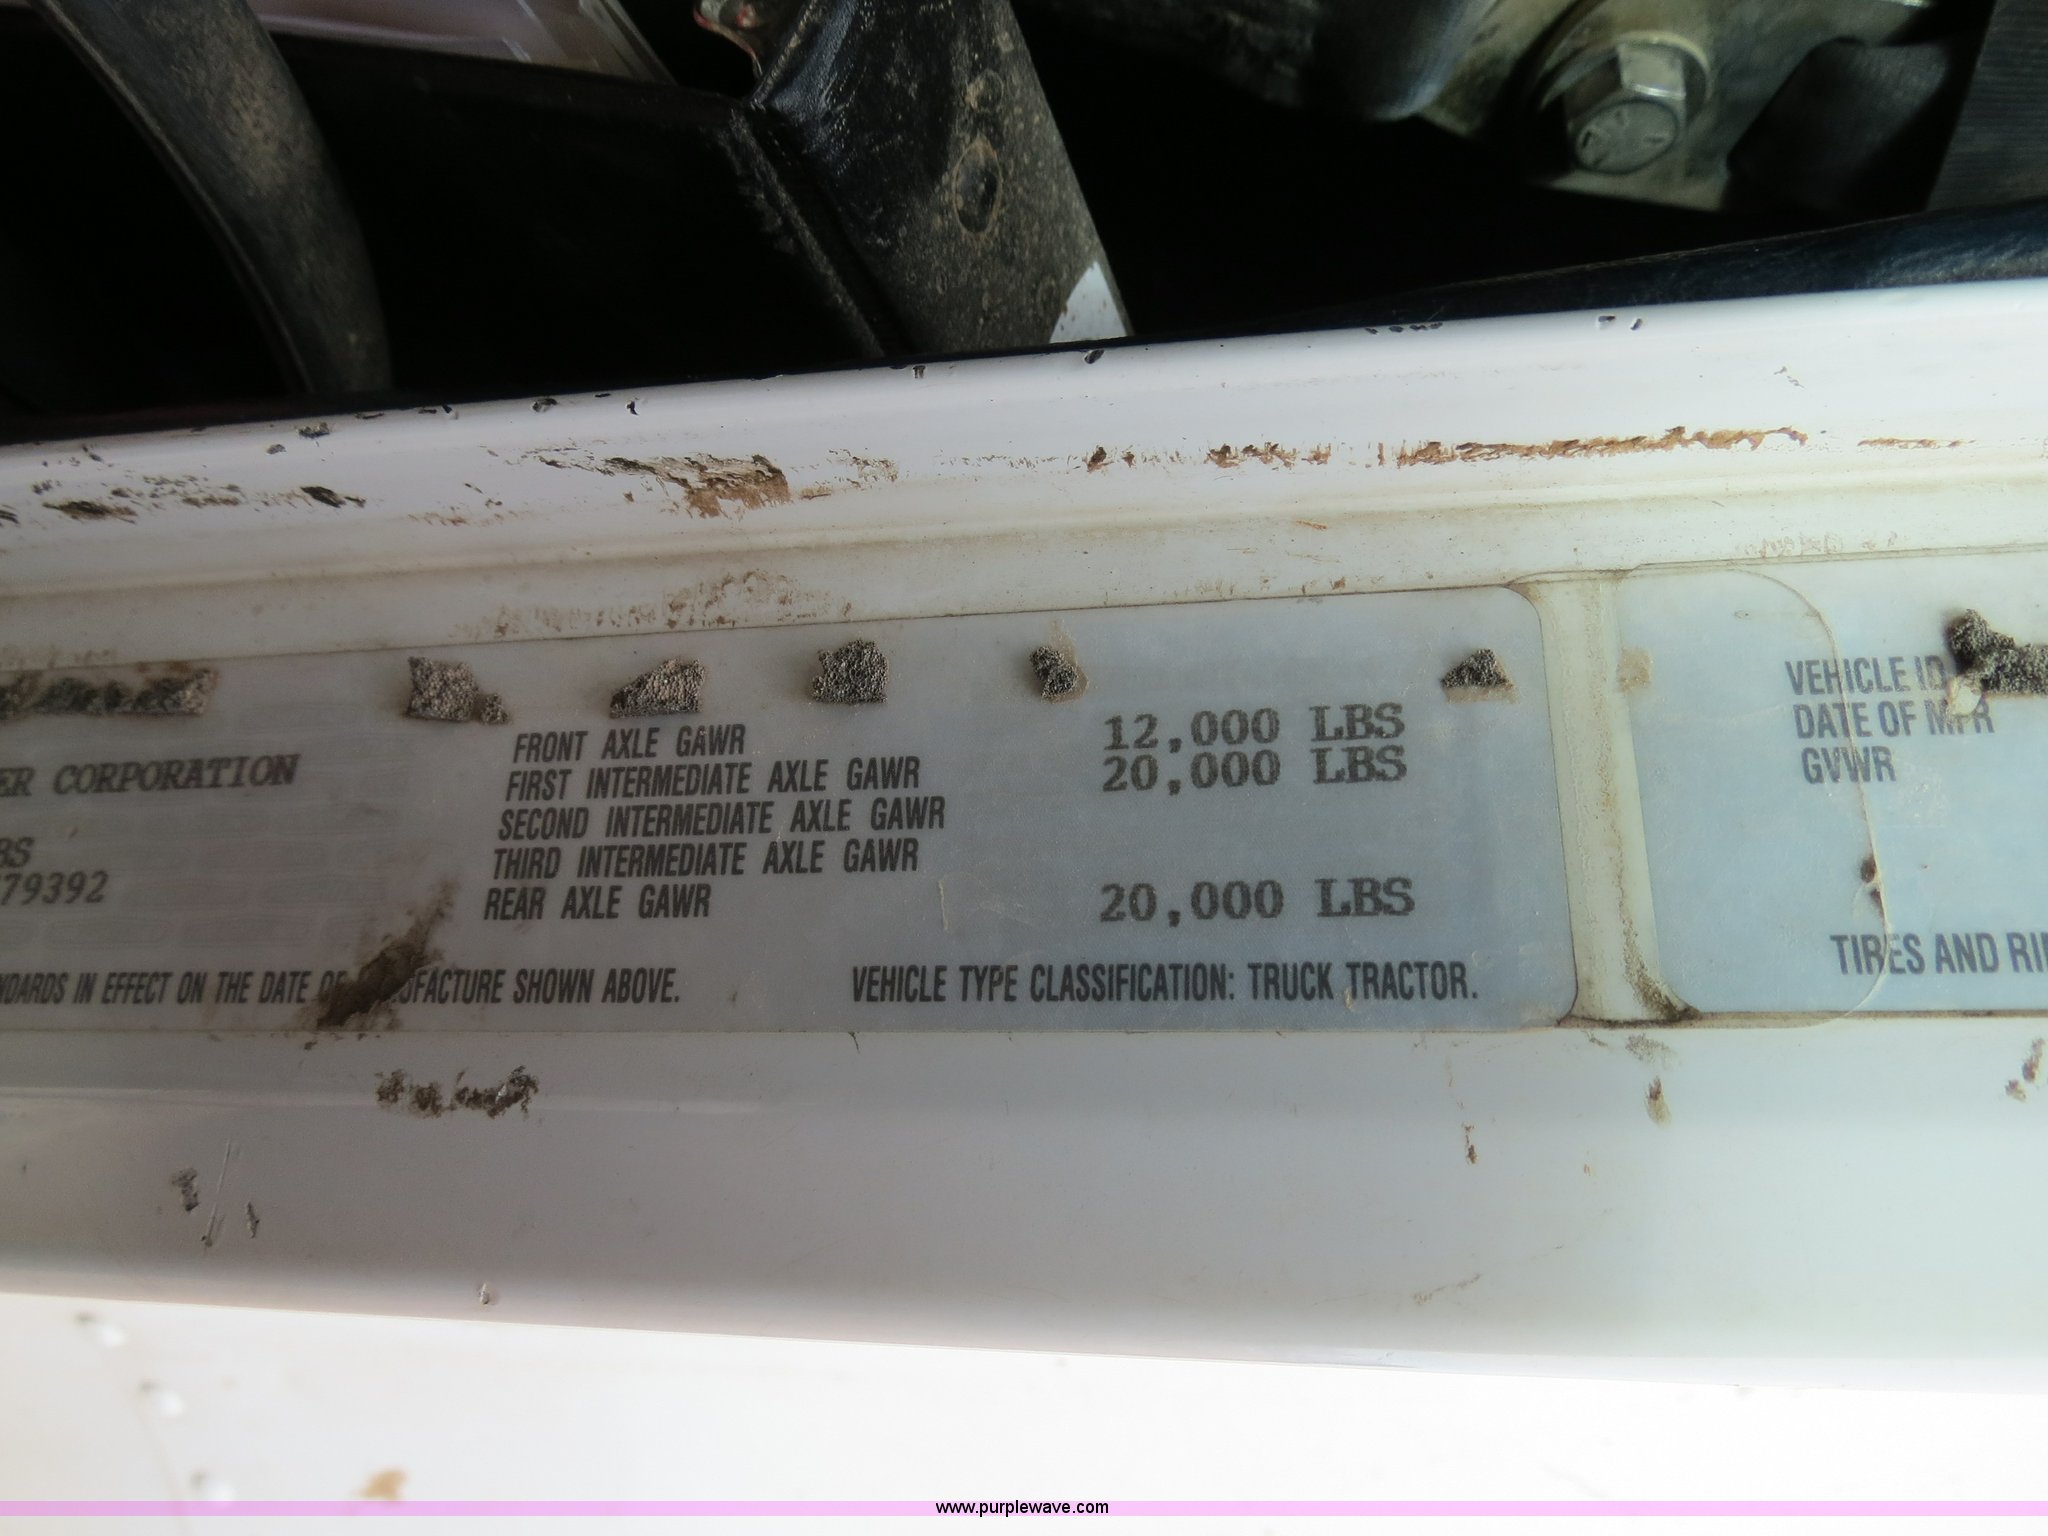 ER CORPORATION
BS
79392
FRONT AXLE GAWR 12,000 LBS
FIRST INTERMEDIATE AXLE GAWR 20,000 LBS
SECOND INTERMEDIATE AXLE GAWR
THIRD INTERMEDIATE AXLE GAWR
REAR AXLE GAWR 20,000 LBS
NDARDS IN EFFECT ON THE DATE OF UFACTURE SHOWN ABOVE. VEHICLE TYPE CLASSIFICATION: TRUCK TRACTOR.
VEHICLE ID
DATE OF MFR
GVWR
TIRES AND RI
www.purplewave.com